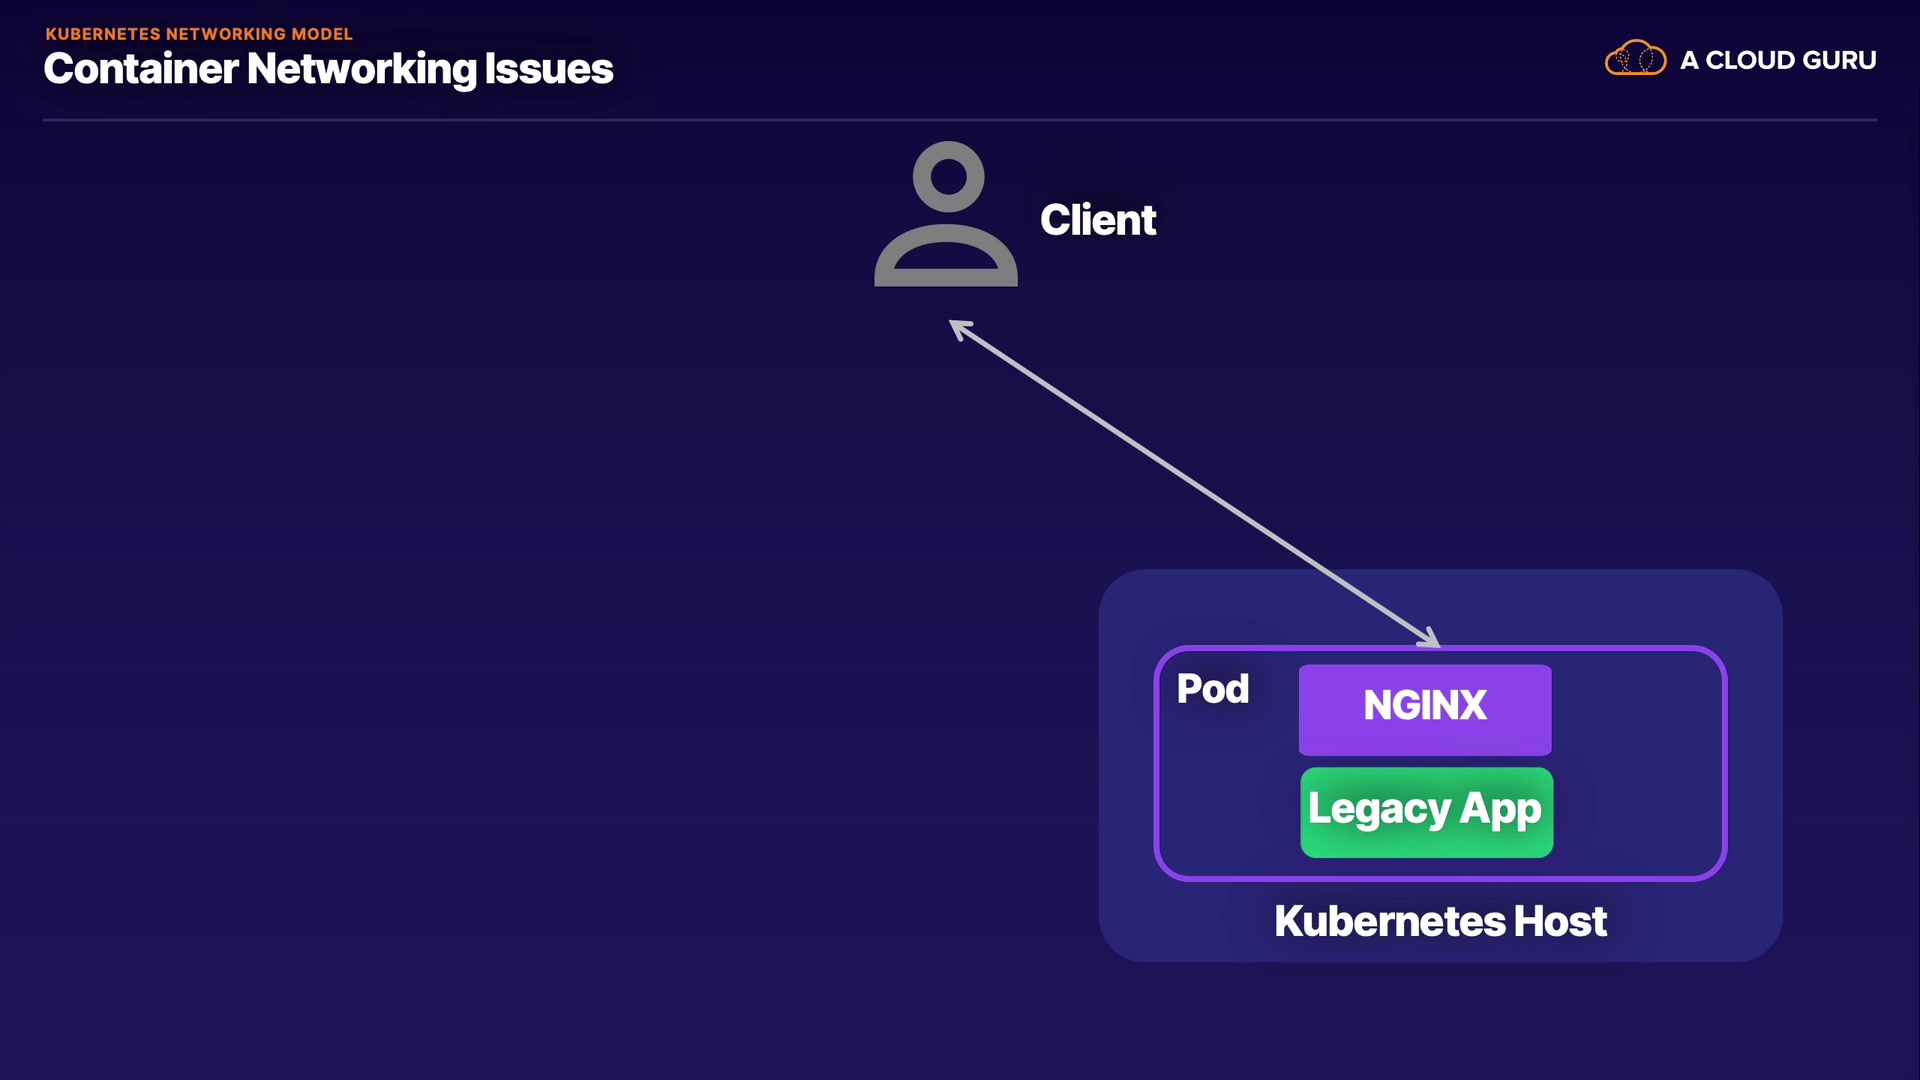 KUBERNETES NETWORKING MODEL
Container Networking Issues
A CLOUD GURU
Client
Pod
NGINX
Legacy App
Kubernetes Host